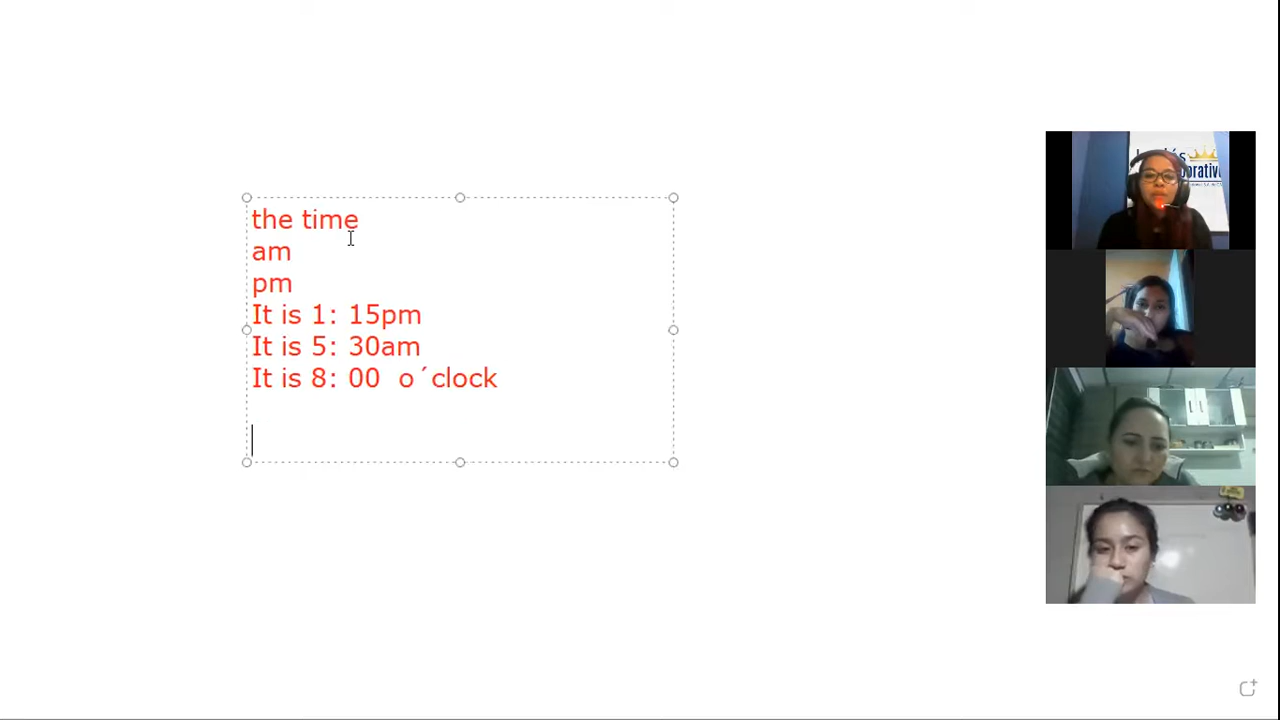 the time
am
pm
It is 1: 15pm
It is 5: 30am
It is 8: 00  o´clock